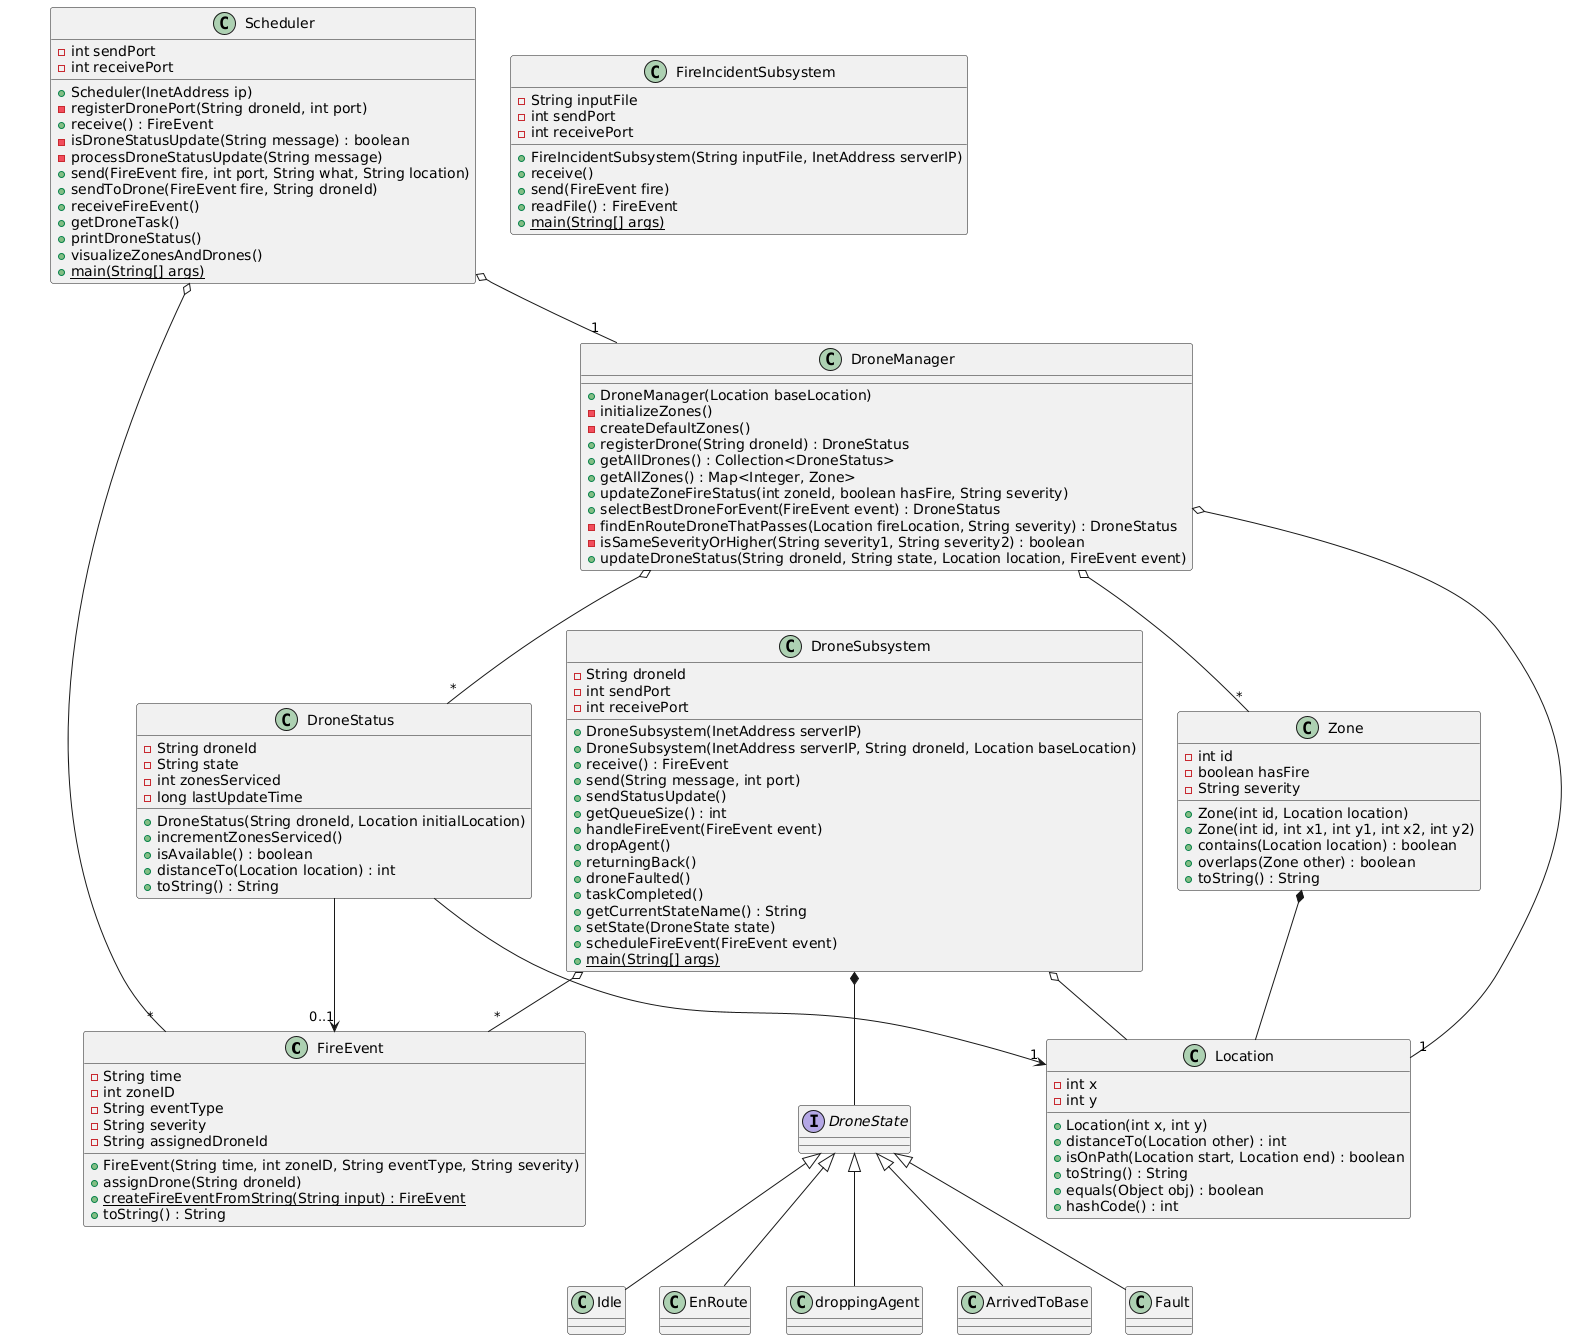 Scheduler
int sendPort
int receivePort
Scheduler(InetAddress ip)
registerDronePort(String droneId, int port)
receive() : FireEvent
isDroneStatusUpdate(String message) : boolean
processDroneStatusUpdate(String message)
send(FireEvent fire, int port, String what, String location)
sendToDrone(FireEvent fire, String droneId)
receiveFireEvent()
getDroneTask()
printDroneStatus()
visualizeZonesAndDrones()
main(String[] args)
FireIncidentSubsystem
String inputFile
int sendPort
int receivePort
FireIncidentSubsystem(String inputFile, InetAddress serverIP)
receive()
send(FireEvent fire)
readFile() : FireEvent
main(String[] args)
1
DroneManager
DroneManager(Location baseLocation)
initializeZones()
createDefaultZones()
registerDrone(String droneId) : DroneStatus
getAllDrones() : Collection<DroneStatus>
getAllZones() : Map<Integer, Zone>
updateZoneFireStatus(int zoneId, boolean hasFire, String severity)
selectBestDroneForEvent(FireEvent event) : DroneStatus
findEnRouteDroneThatPasses(Location fireLocation, String severity) : DroneStatus
isSameSeverityOrHigher(String severity1, String severity2) : boolean
updateDroneStatus(String droneId, String state, Location location, FireEvent event)
*
DroneStatus
String droneId
String state
int zonesServiced
long lastUpdateTime
DroneStatus(String droneId, Location initialLocation)
incrementZonesServiced()
isAvailable() : boolean
distanceTo(Location location) : int
toString() : String
DroneSubsystem
String droneId
int sendPort
int receivePort
DroneSubsystem(InetAddress serverIP)
DroneSubsystem(InetAddress serverIP, String droneId, Location baseLocation)
receive() : FireEvent
send(String message, int port)
sendStatusUpdate()
getQueueSize() : int
handleFireEvent(FireEvent event)
dropAgent()
returningBack()
droneFaulted()
taskCompleted()
getCurrentStateName() : String
setState(DroneState state)
scheduleFireEvent(FireEvent event)
main(String[] args)
*
Zone
int id
boolean hasFire
String severity
Zone(int id, Location location)
Zone(int id, int x1, int y1, int x2, int y2)
contains(Location location) : boolean
overlaps(Zone other) : boolean
toString() : String
*
0..1
*
1
1
FireEvent
String time
int zoneID
String eventType
String severity
String assignedDroneId
FireEvent(String time, int zoneID, String eventType, String severity)
assignDrone(String droneId)
createFireEventFromString(String input) : FireEvent
toString() : String
DroneState
Location
int x
int y
Location(int x, int y)
distanceTo(Location other) : int
isOnPath(Location start, Location end) : boolean
toString() : String
equals(Object obj) : boolean
hashCode() : int
Idle
EnRoute
droppingAgent
ArrivedToBase
Fault